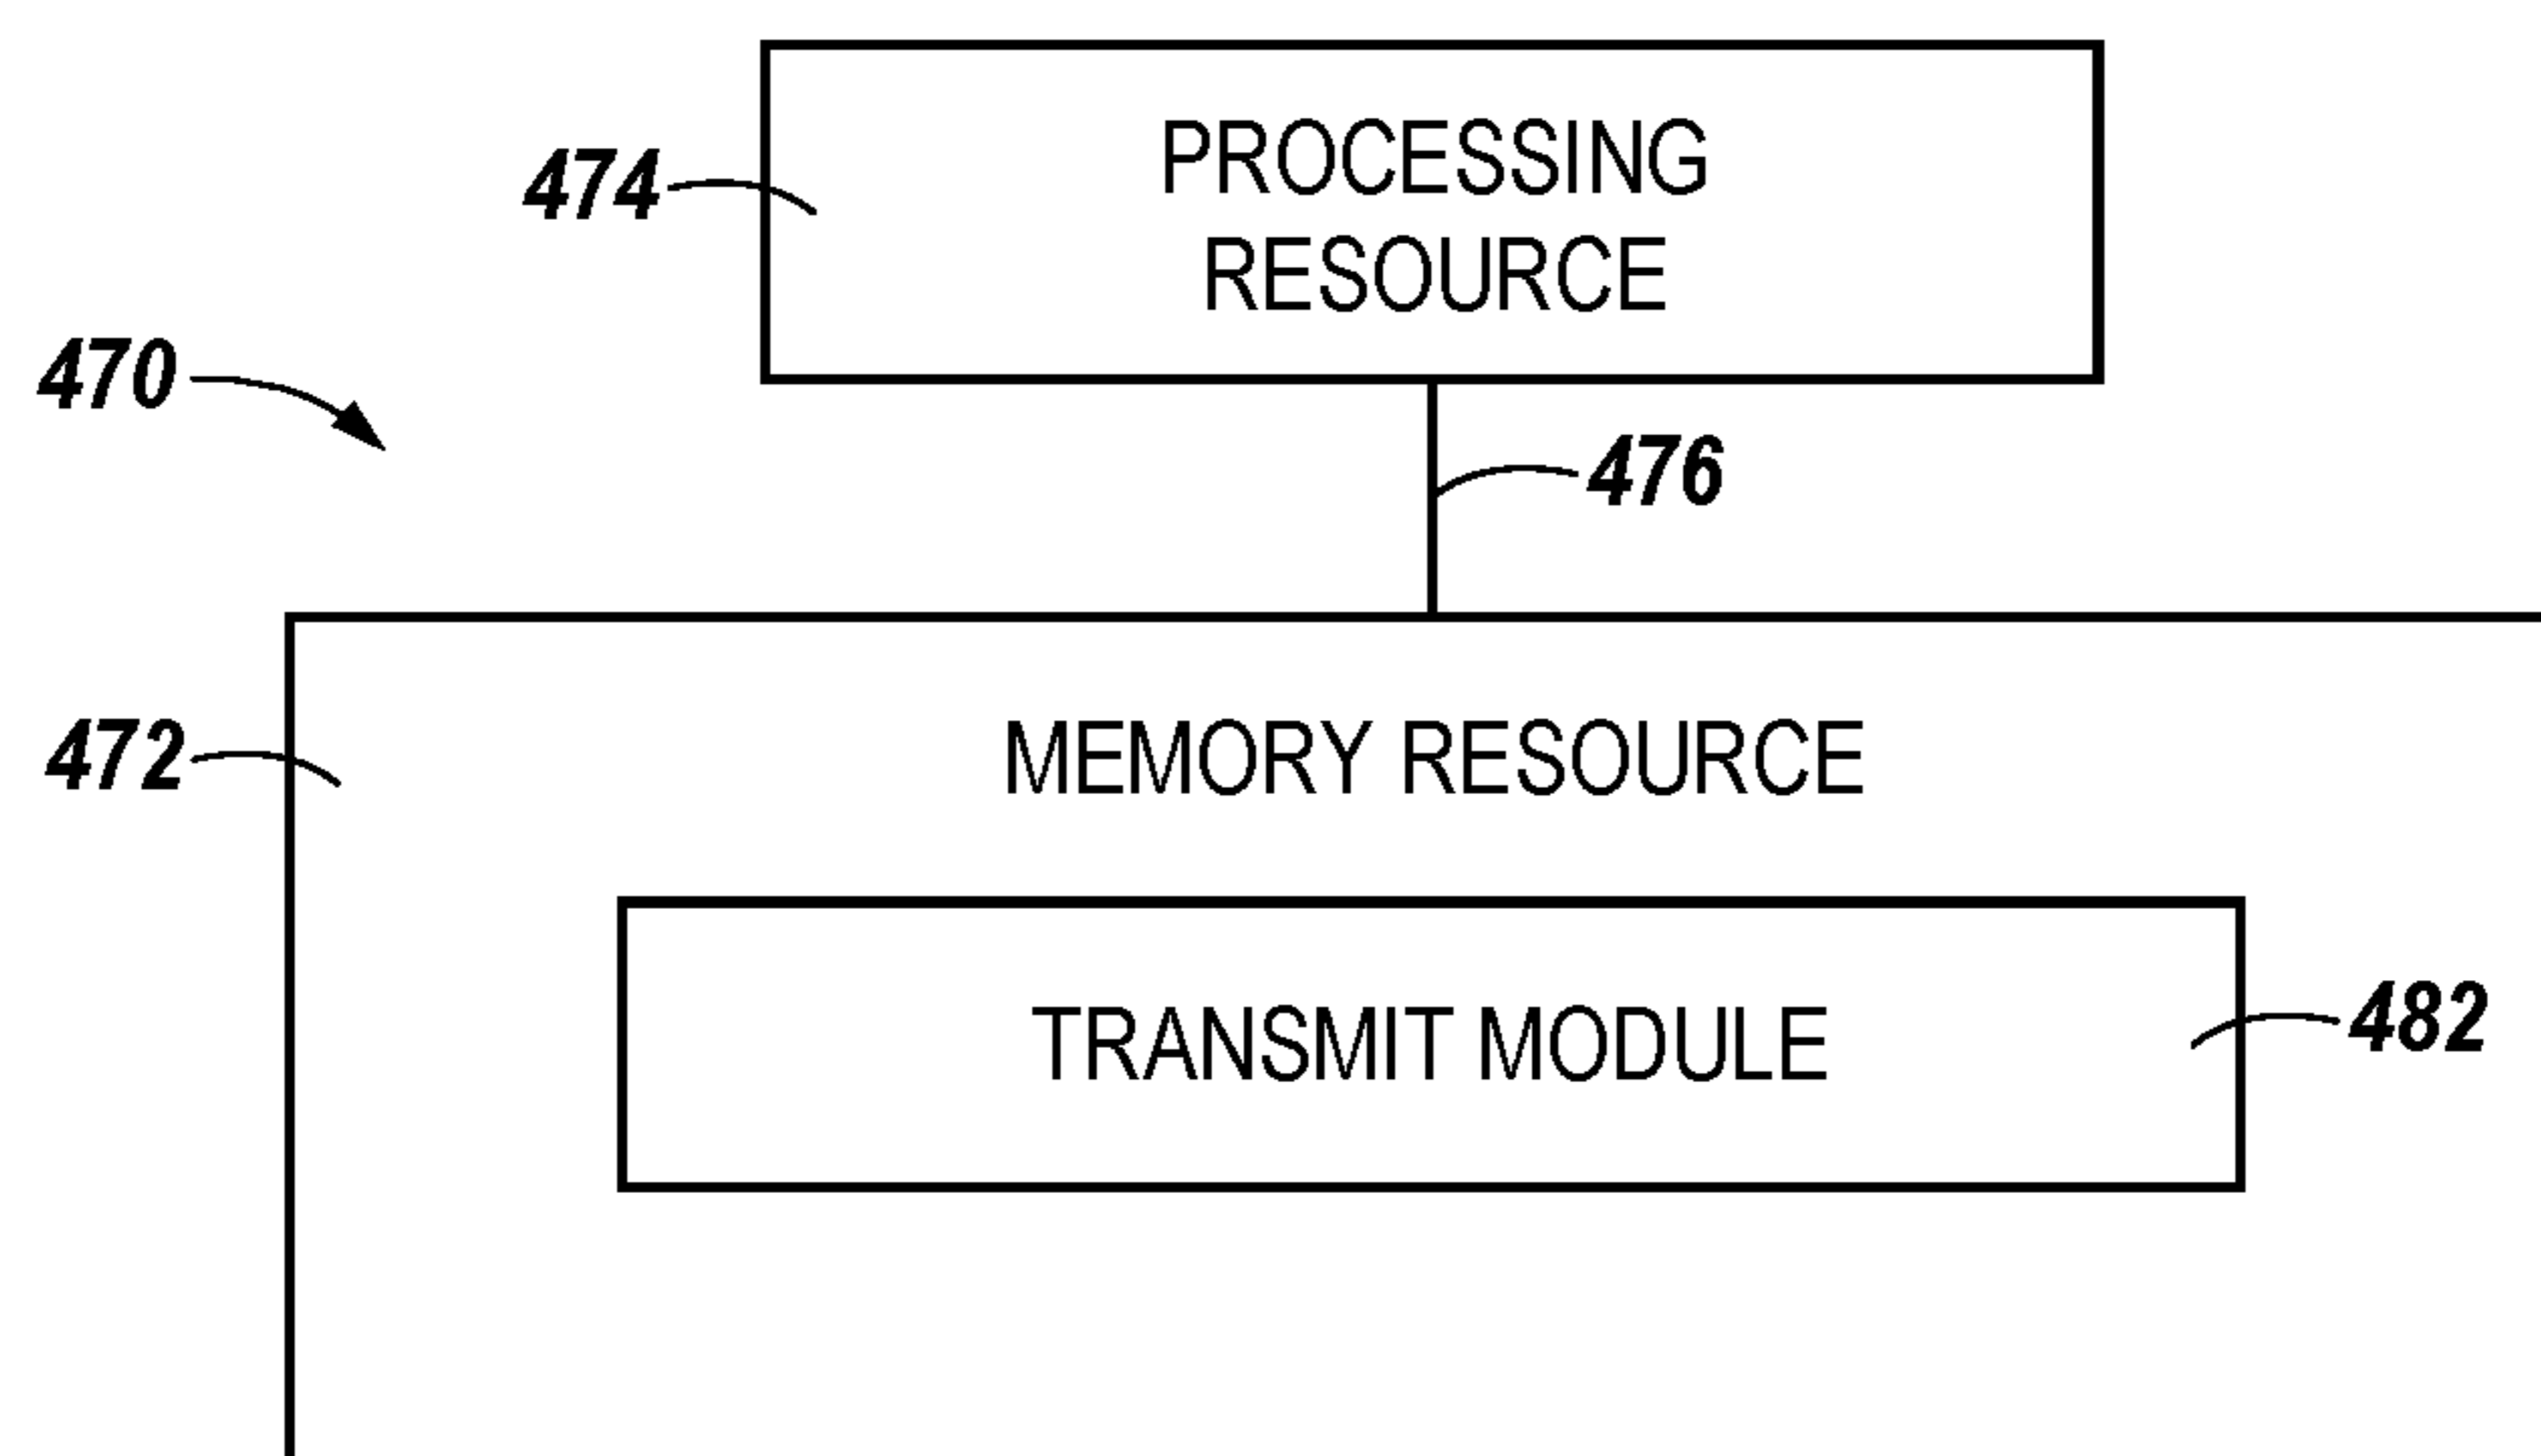 474
PROCESSING
RESOURCE
470
476
472
MEMORY RESOURCE
TRANSMIT MODULE
482